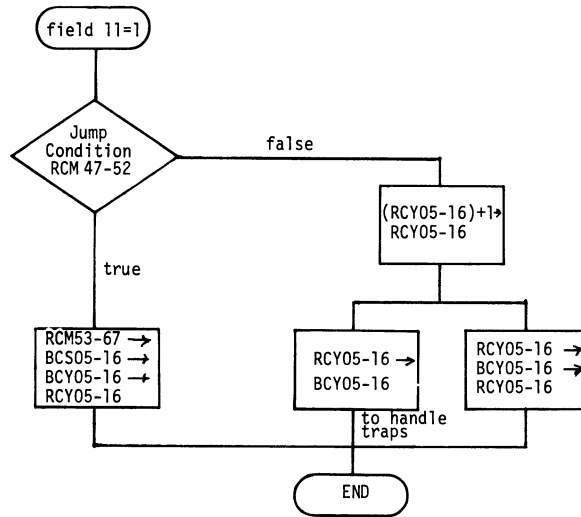 field 11=1
Jump
Condition
RCM 47-52
false
(RCY05-16)+1→
RCY05-16
true
RCM53-67 →
BCS05-16 →
BCY05-16 →
RCY05-16
RCY05-16 →
BCY05-16
RCY05-16 →
BCY05-16 →
RCY05-16
to handle
traps
END